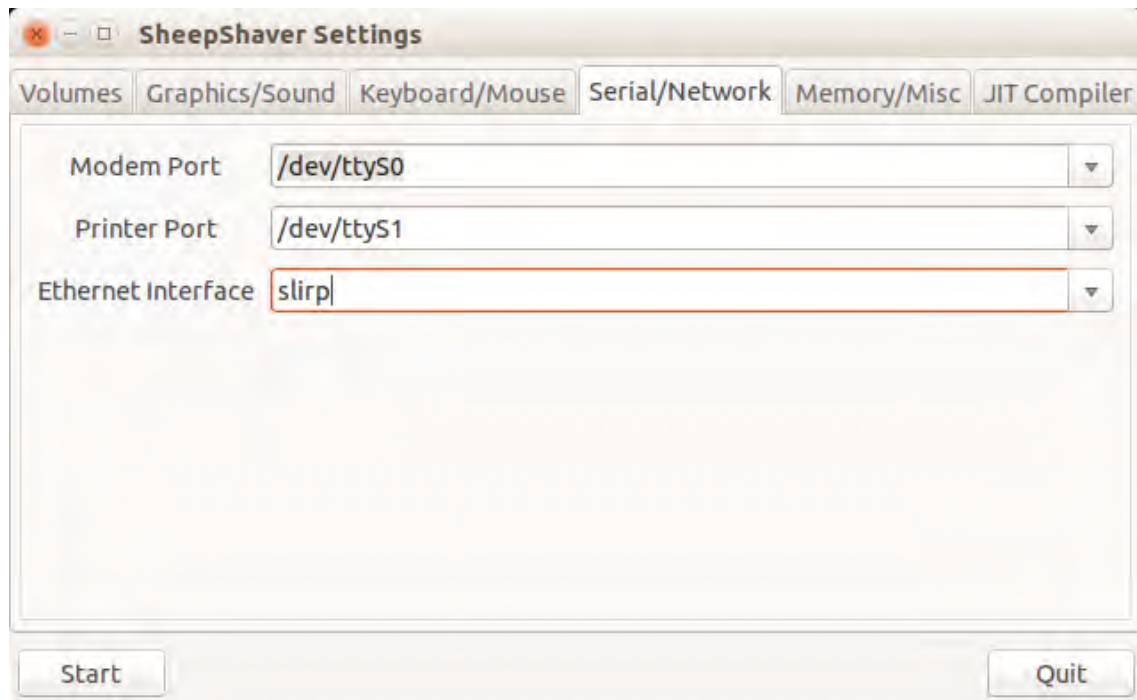 SheepShaver Settings
Volumes Graphics/Sound Keyboard/Mouse Serial/Network Memory/Misc JIT Compiler
Modem Port /dev/ttyS0
Printer Port /dev/ttyS1
Ethernet Interface slirp
Start Quit